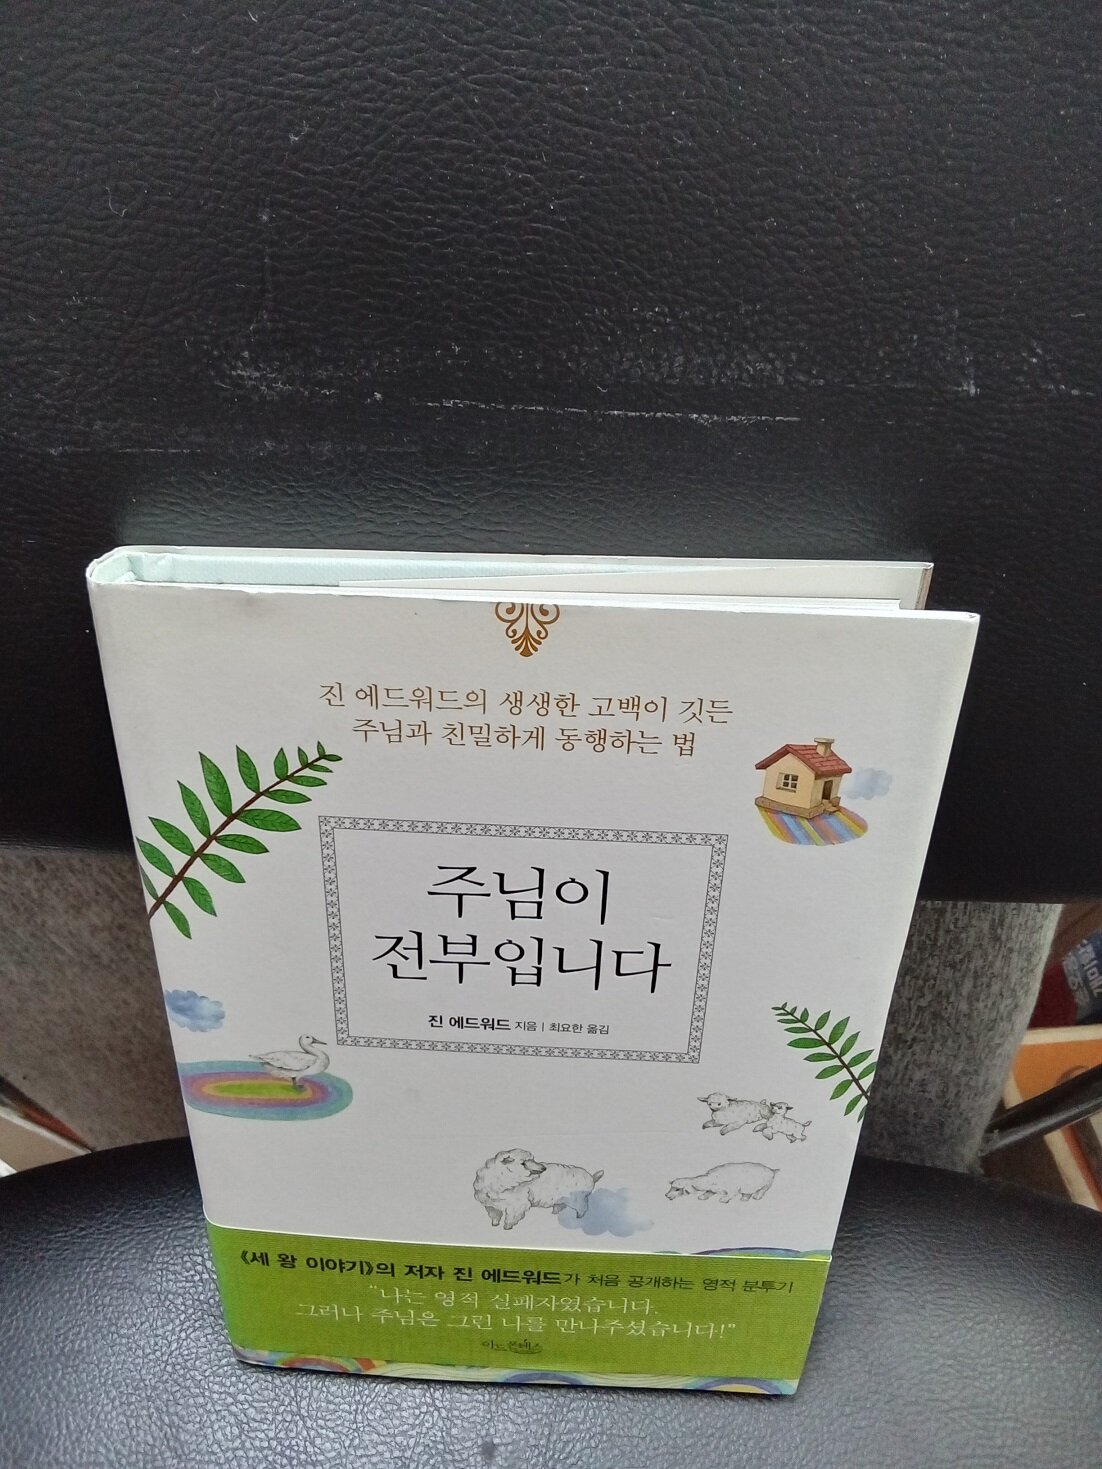 진 에드워드의 생생한 고백이 깃든
주님과 친밀하게 동행하는 법
주님이
전부입니다
진 에드워드 지음 | 최요한 옮김
《세 왕 이야기》의 저자 진 에드워드가 처음 공개하는 영적 분투기
“나는 영적 실패자였습니다.
그러나 주님은 그런 나를 만나주셨습니다!”
아드폰테스